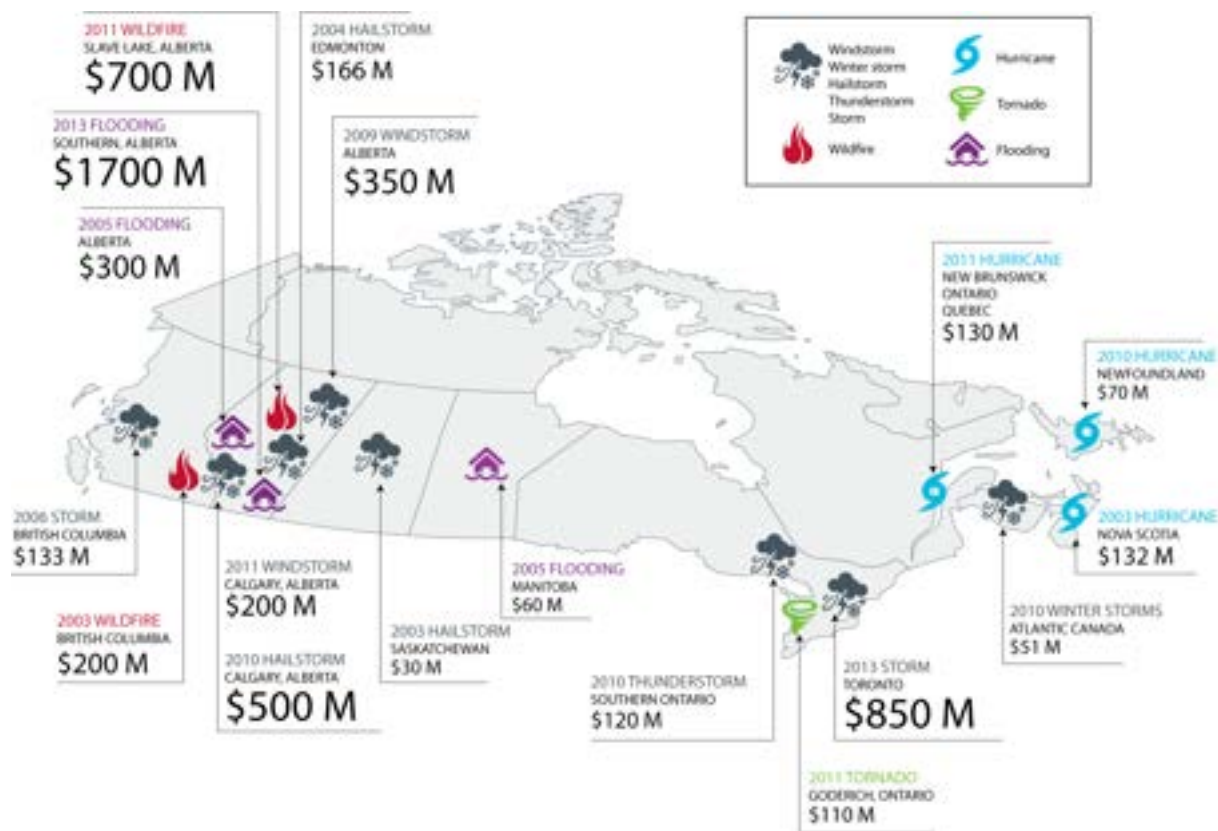 2011 WILDFIRE
SLAVE LAKE, ALBERTA
$700 M
2004 HAILSTORM
EDMONTON
$166 M
2013 FLOODING
SOUTHERN, ALBERTA
$1700 M
2009 WINDSTORM
ALBERTA
$350 M
2005 FLOODING
ALBERTA
$300 M
Windstorm
Winter storm
Hailstorm
Thunderstorm
Storm
Wildfire
Hurricane
Tornado
Flooding
2011 HURRICANE
NEW BRUNSWICK
ONTARIO
QUEBEC
$130 M
2010 HURRICANE
NEWFOUNDLAND
$70 M
2006 STORM
BRITISH COLUMBIA
$133 M
2003 WILDFIRE
BRITISH COLUMBIA
$200 M
2011 WINDSTORM
CALGARY, ALBERTA
$200 M
2010 HAILSTORM
CALGARY, ALBERTA
$500 M
2003 HAILSTORM
SASKATCHEWAN
$30 M
2005 FLOODING
MANITOBA
$60 M
2010 THUNDERSTORM
SOUTHERN ONTARIO
$120 M
2013 STORM
TORONTO
$850 M
2011 TORNADO
GODERICH, ONTARIO
$110 M
2003 HURRICANE
NOVA SCOTIA
$132 M
2010 WINTER STORMS
ATLANTIC CANADA
$51 M